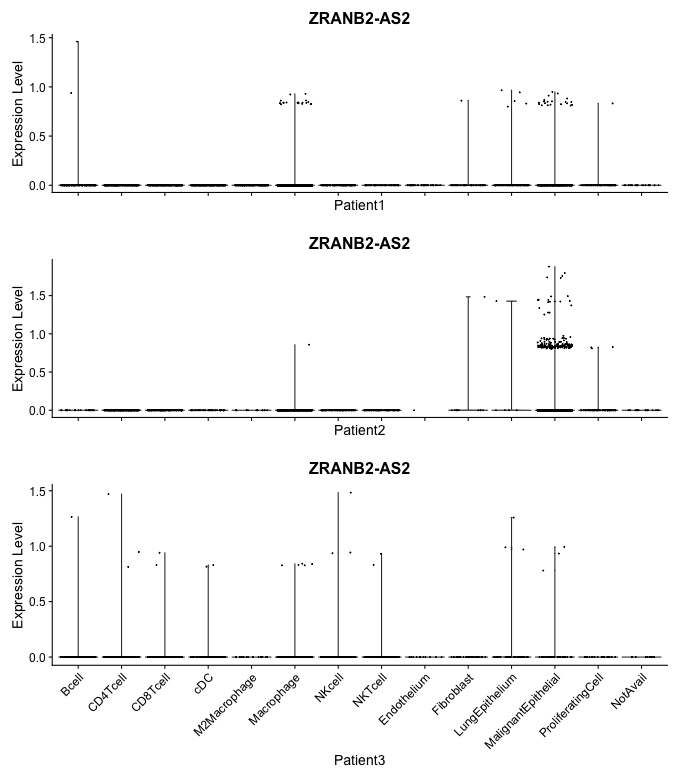 ZRANB2-AS2
Expression Level
1.5
1.0
0.5
0.0
Patient1
ZRANB2-AS2
Expression Level
1.5
1.0
0.5
0.0
Patient2
ZRANB2-AS2
Expression Level
1.5
1.0
0.5
0.0
Bcell
CD4Tcell
CD8Tcell
cDC
M2Macrophage
Macrophage
NKcell
NKTcell
Endothelium
Fibroblast
LungEpithelium
MalignantEpithelial
ProliferatingCell
NotAvail
Patient3